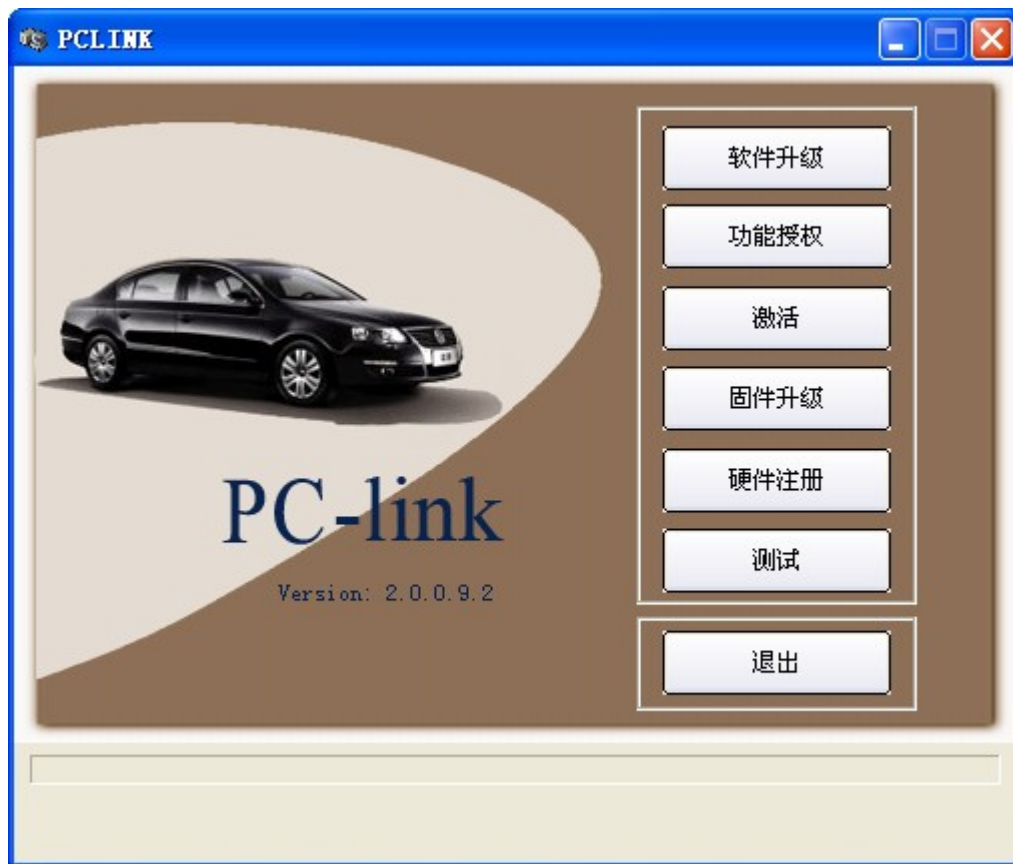 PCLINK
软件升级
功能授权
激活
固件升级
硬件注册
测试
PC-link
Version: 2.0.0.9.2
退出